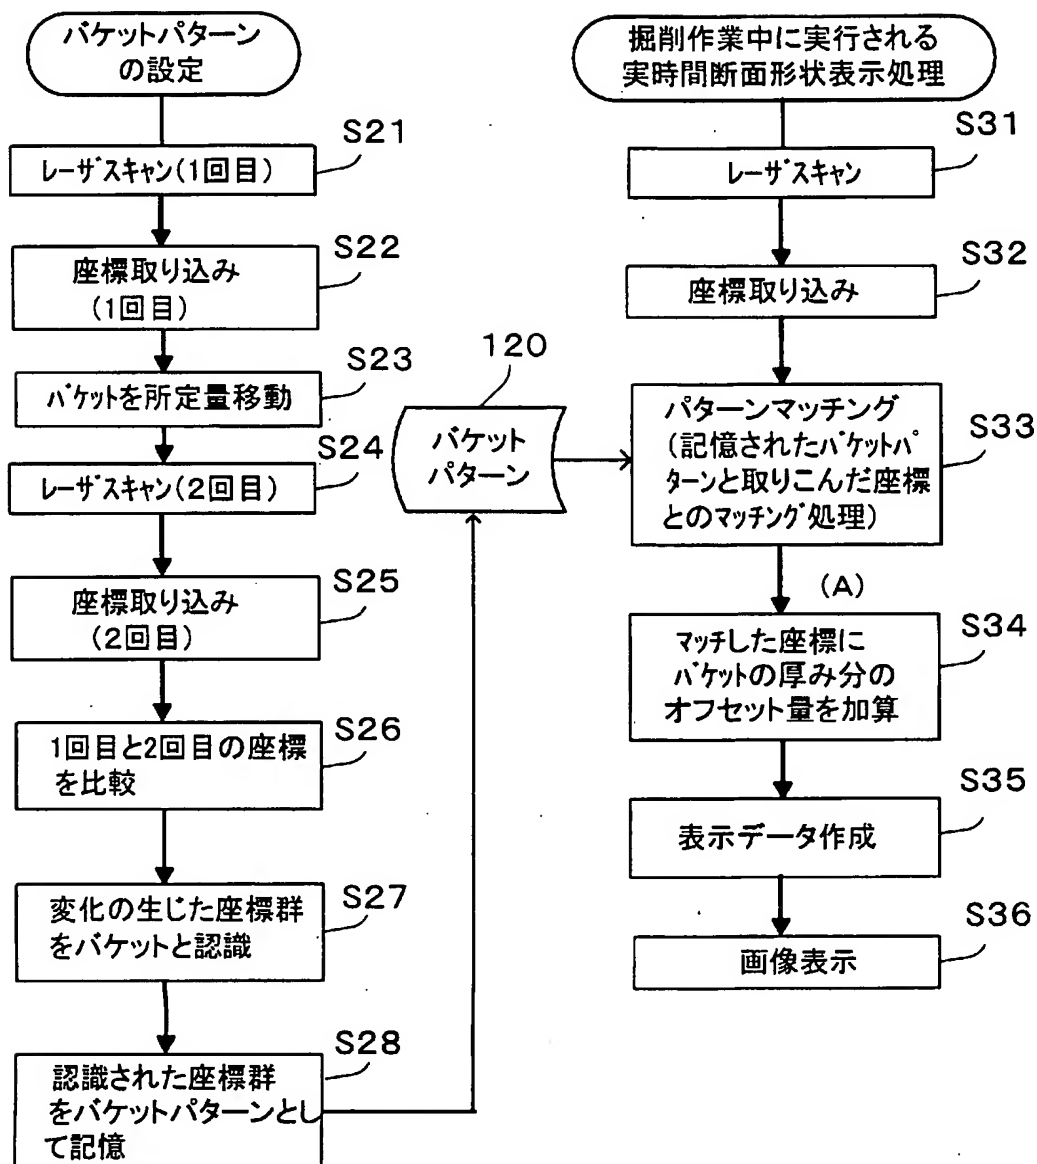 バケットパターン
の設定
S21
レーザスキャン(1回目)
S22
座標取り込み
(1回目)
S23
バケットを所定量移動
S24
レーザスキャン(2回目)
S25
座標取り込み
(2回目)
S26
1回目と2回目の座標
を比較
S27
変化の生じた座標群
をバケットと認識
S28
認識された座標群
をバケットパターンとし
て記憶
120
バケット
パターン
掘削作業中に実行される
実時間断面形状表示処理
S31
レーザスキャン
S32
座標取り込み
S33
パターンマッチング
(記憶されたバケットパ
ターンと取りこんだ座標
とのマッチング処理)
(A)
S34
マッチした座標に
バケットの厚み分の
オフセット量を加算
S35
表示データ作成
S36
画像表示